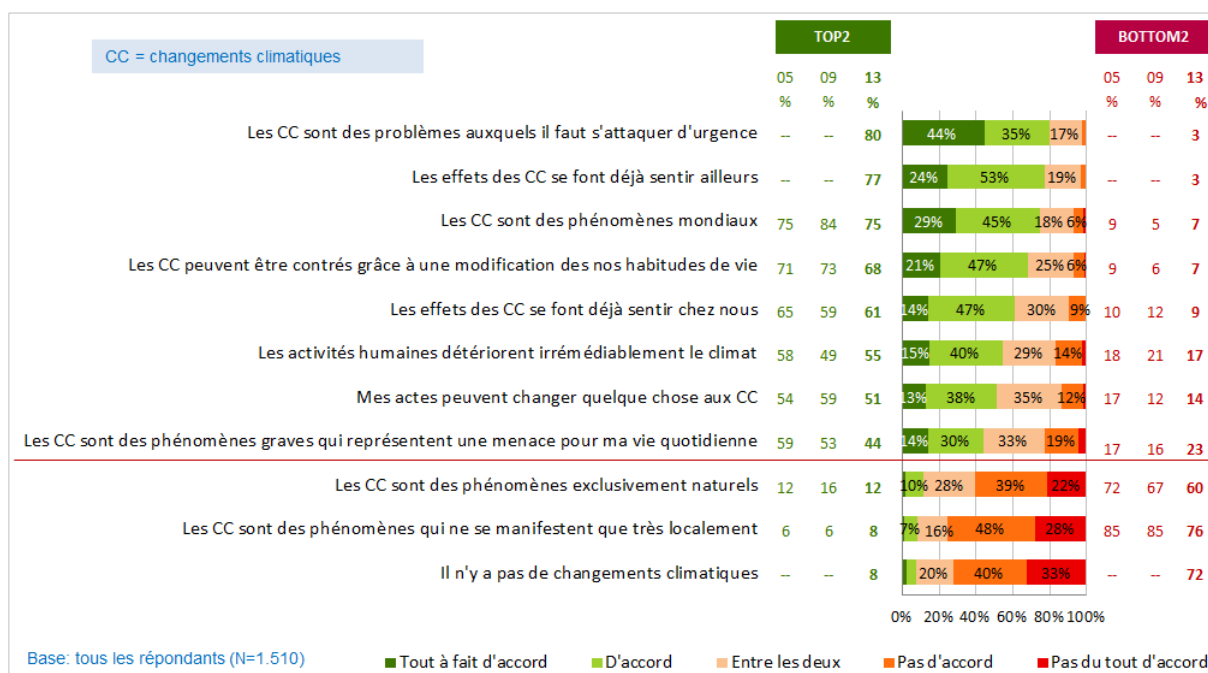 CC = changements climatiques
TOP2 BOTTOM2
05 09 13 05 09 13
% % % % % %
Les CC sont des problèmes auxquels il faut s'attaquer d'urgence -- -- 80 44% 35% 17% -- -- 3
Les effets des CC se font déjà sentir ailleurs -- -- 77 24% 53% 19% -- -- 3
Les CC sont des phénomènes mondiaux 75 84 75 29% 45% 18% 6% 9 5 7
Les CC peuvent être contrés grâce à une modification des nos habitudes de vie 71 73 68 21% 47% 25% 6% 9 6 7
Les effets des CC se font déjà sentir chez nous 65 59 61 14% 47% 30% 9% 10 12 9
Les activités humaines détériorent irrémédiablement le climat 58 49 55 15% 40% 29% 14% 18 21 17
Mes actes peuvent changer quelque chose aux CC 54 59 51 13% 38% 35% 12% 17 12 14
Les CC sont des phénomènes graves qui représentent une menace pour ma vie quotidienne 59 53 44 14% 30% 33% 19% 17 16 23
Les CC sont des phénomènes exclusivement naturels 12 16 12 10% 28% 39% 22% 72 67 60
Les CC sont des phénomènes qui ne se manifestent que très localement 6 6 8 7% 16% 48% 28% 85 85 76
Il n'y a pas de changements climatiques -- -- 8 20% 40% 33% -- -- 72
0% 20% 40% 60% 80% 100%
Base: tous les répondants (N=1.510) Tout à fait d'accord D'accord Entre les deux Pas d'accord Pas du tout d'accord